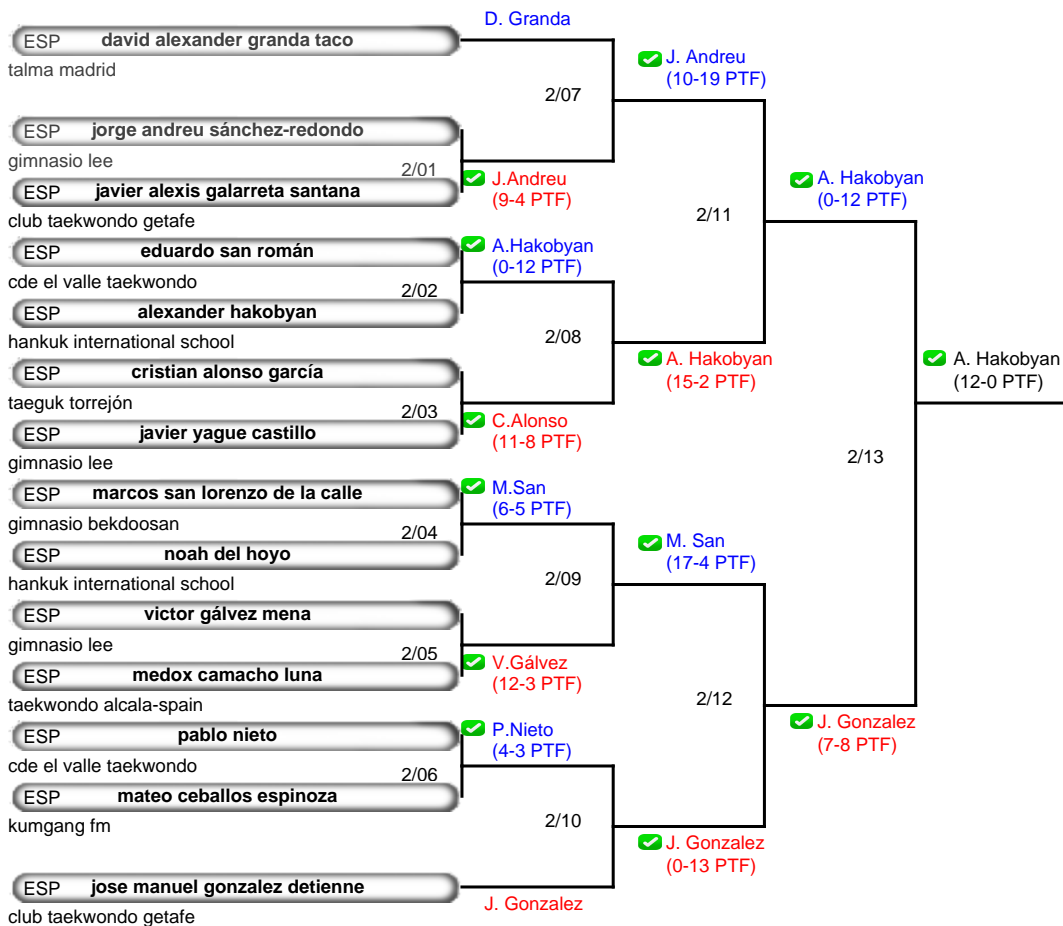 D. Granda
ESP david alexander granda taco
talma madrid
J. Andreu
(10-19 PTF)
2/07
ESP jorge andreu sánchez-redondo
gimnasio lee
2/01
ESP javier alexis galarreta santana
club taekwondo getafe
J.Andreu
(9-4 PTF)
A. Hakobyan
(0-12 PTF)
2/11
ESP eduardo san román
cde el valle taekwondo
A.Hakobyan
(0-12 PTF)
2/02
ESP alexander hakobyan
hankuk international school
2/08
A. Hakobyan
(15-2 PTF)
A. Hakobyan
(12-0 PTF)
ESP cristian alonso garcía
taeguk torrejón
2/03
ESP javier yague castillo
gimnasio lee
C.Alonso
(11-8 PTF)
2/13
ESP marcos san lorenzo de la calle
gimnasio bekdoosan
M.San
(6-5 PTF)
2/04
ESP noah del hoyo
hankuk international school
M. San
(17-4 PTF)
2/09
ESP victor gálvez mena
gimnasio lee
2/05
ESP medox camacho luna
taekwondo alcala-spain
V.Gálvez
(12-3 PTF)
2/12
J. Gonzalez
(7-8 PTF)
ESP pablo nieto
cde el valle taekwondo
P.Nieto
(4-3 PTF)
2/06
ESP mateo ceballos espinoza
kumgang fm
2/10
J. Gonzalez
(0-13 PTF)
ESP jose manuel gonzalez detienne
club taekwondo getafe
J. Gonzalez